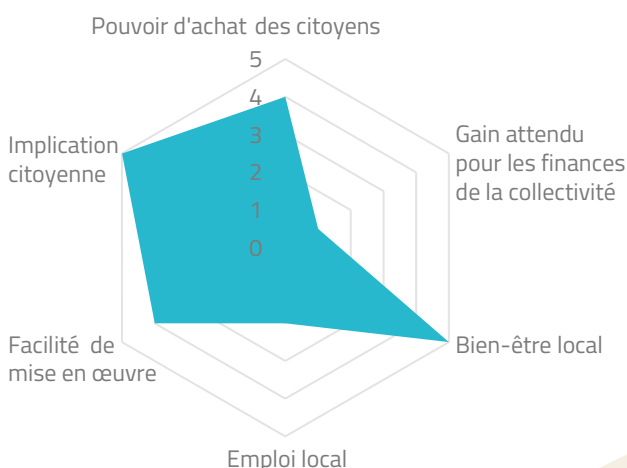 Pouvoir d'achat des citoyens
5
4
3
2
1
0
Gain attendu
pour les finances
de la collectivité
Bien-être local
Emploi local
Facilité de
mise en œuvre
Implication
citoyenne